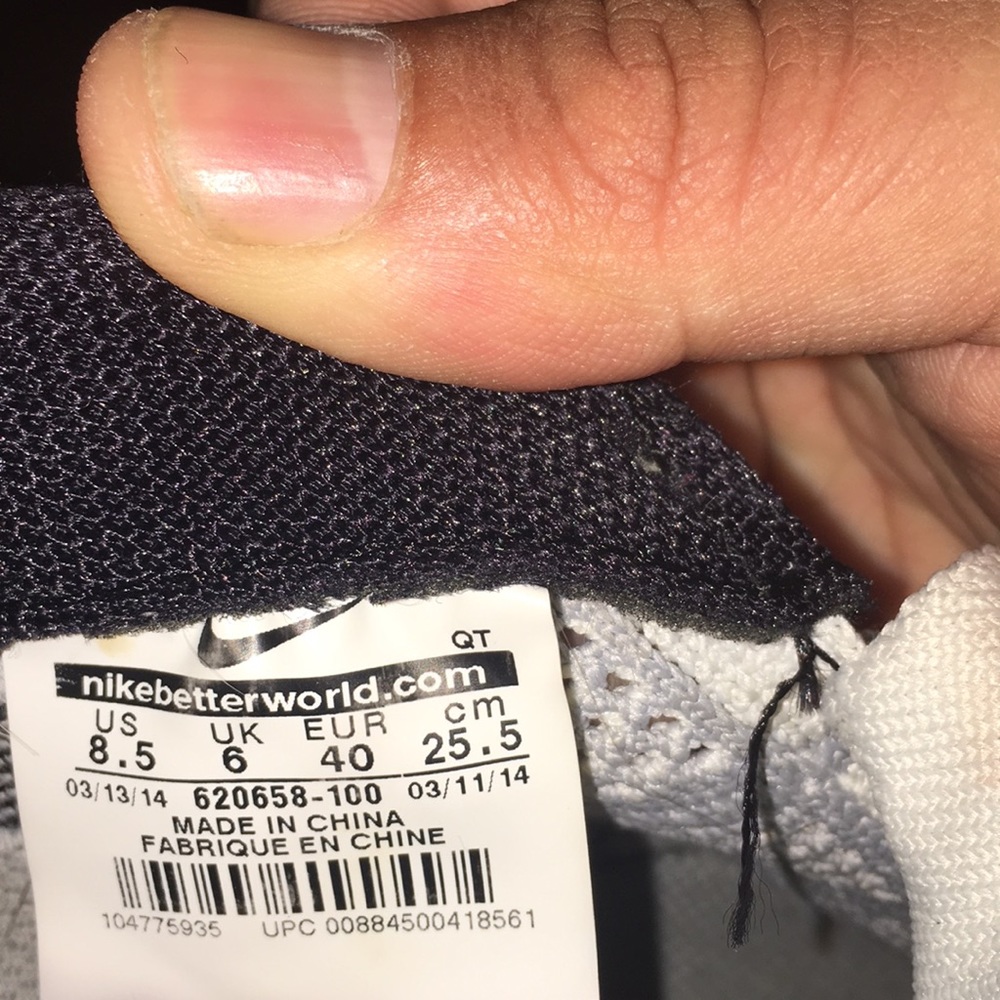 QT
nikebetterworld.com
US UK EUR cm
8.5 6 40 25.5
03/13/14 620658-100 03/11/14
MADE IN CHINA
FABRIQUE EN CHINE
104775935 UPC 00884500418561